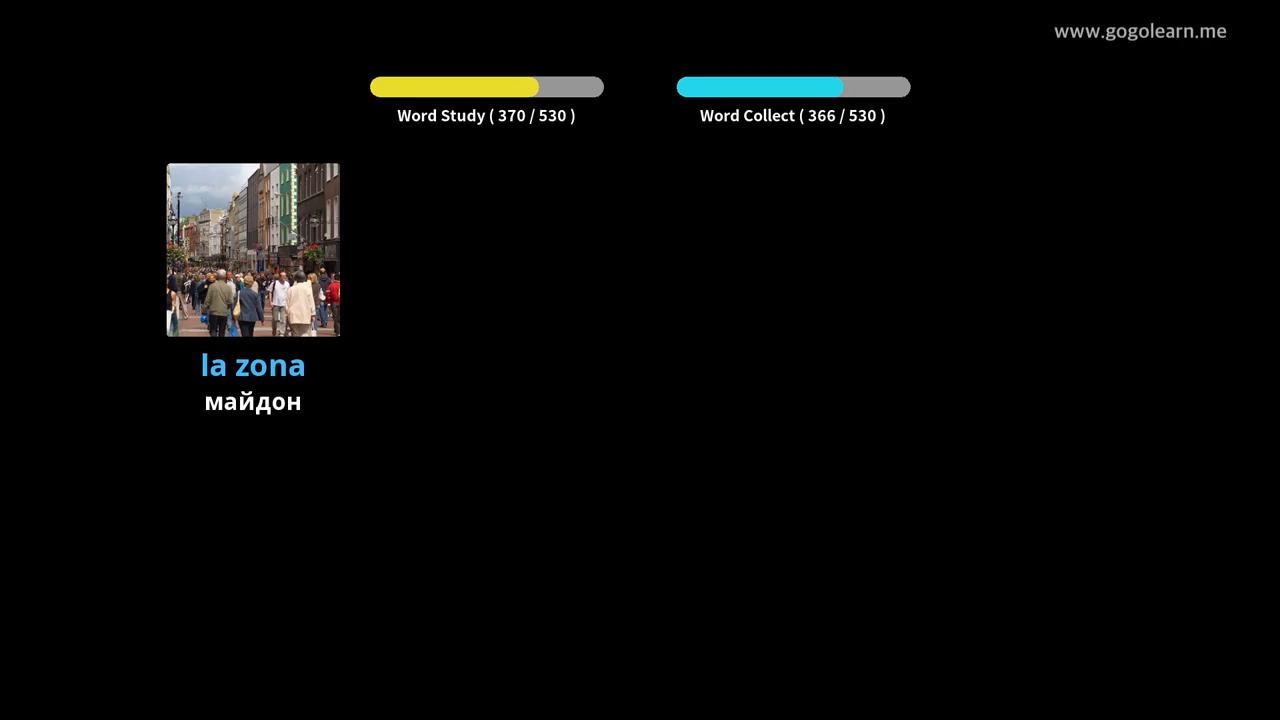 www.gogolearn.me
Word Study ( 370 / 530 )
Word Collect ( 366 / 530 )
la zona
майдон